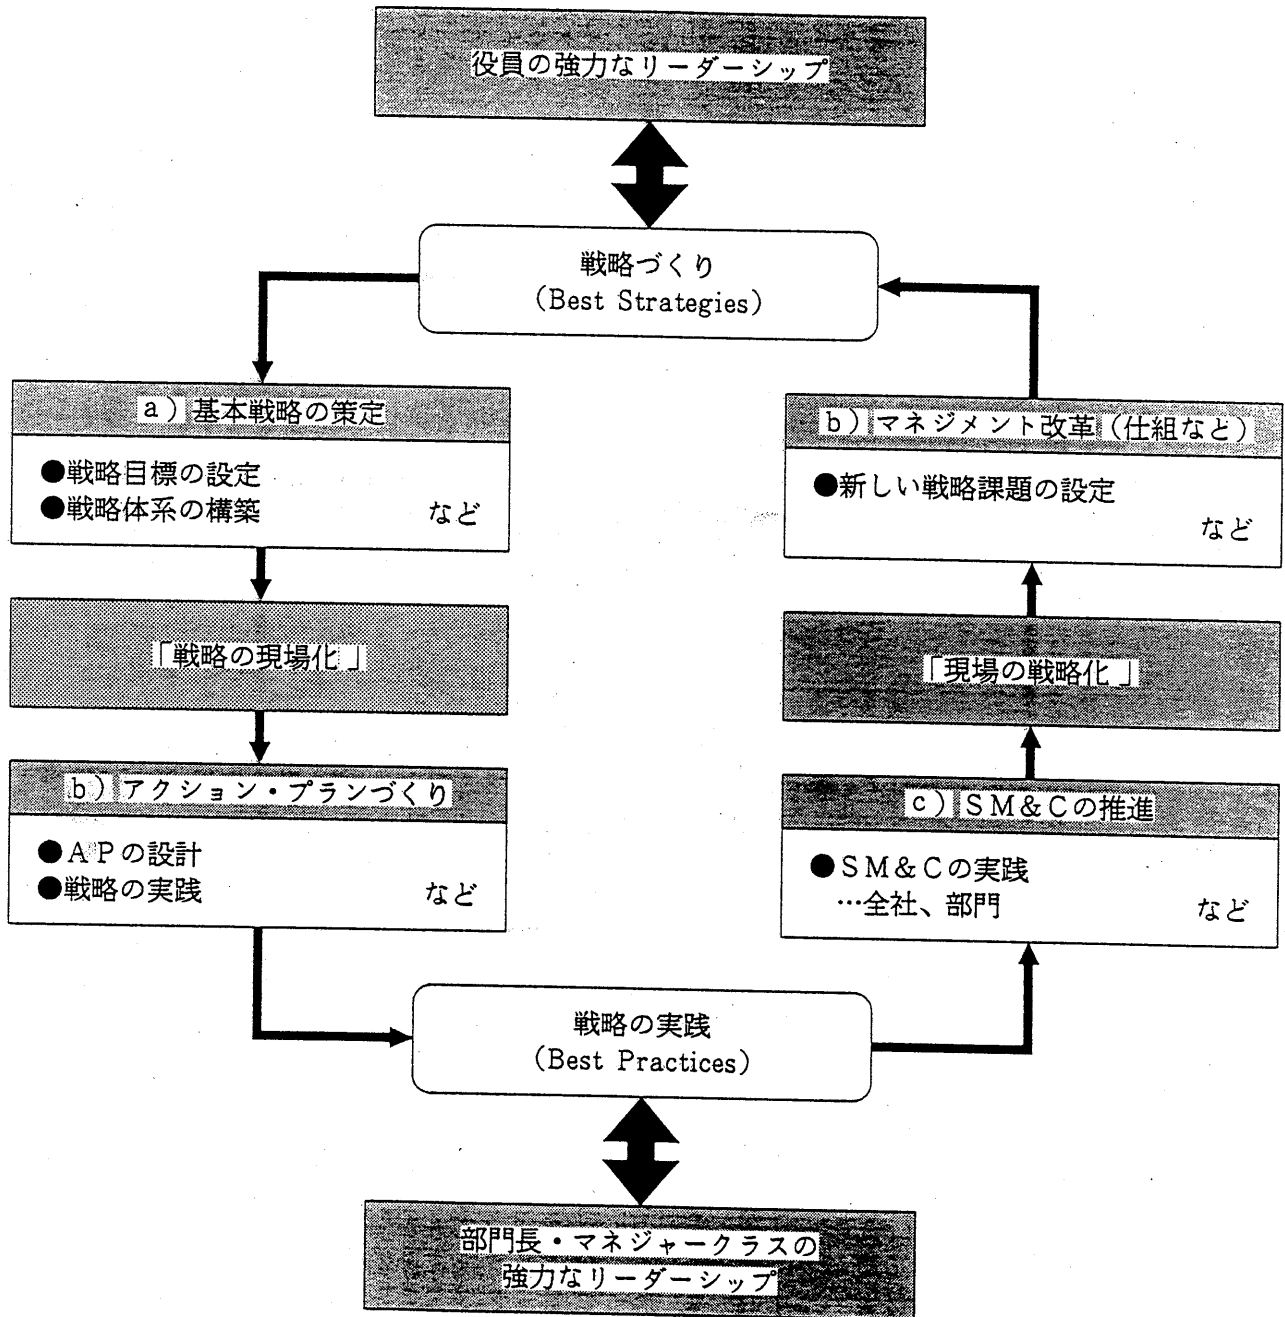 役員の強力なリーダーシップ
戦略づくり
(Best Strategies)
a)基本戦略の策定
●戦略目標の設定
●戦略体系の構築 など
「戦略の現場化」
b)アクション・プランづくり
●APの設計
●戦略の実践 など
戦略の実践
(Best Practices)
c)SM&Cの推進
●SM&Cの実践
…全社、部門 など
「現場の戦略化」
b)マネジメント改革(仕組など)
●新しい戦略課題の設定
など
部門長・マネジャークラスの
強力なリーダーシップ